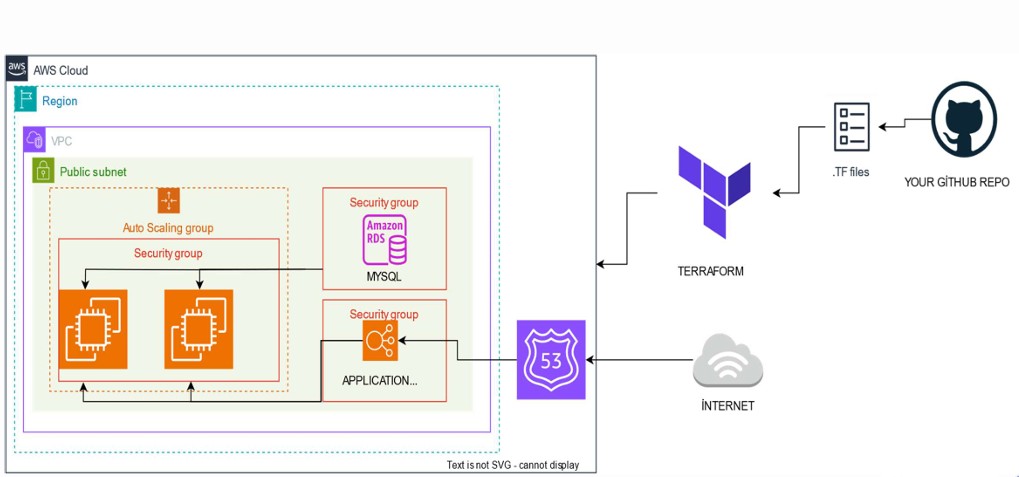 aws
AWS Cloud
Region
VPC
Public subnet
Auto Scaling group
Security group
Security group
Amazon
RDS
MYSQL
Security group
APPLICATION...
53
Text is not SVG - cannot display
TERRAFORM
.TF files
YOUR GİTHUB REPO
İNTERNET